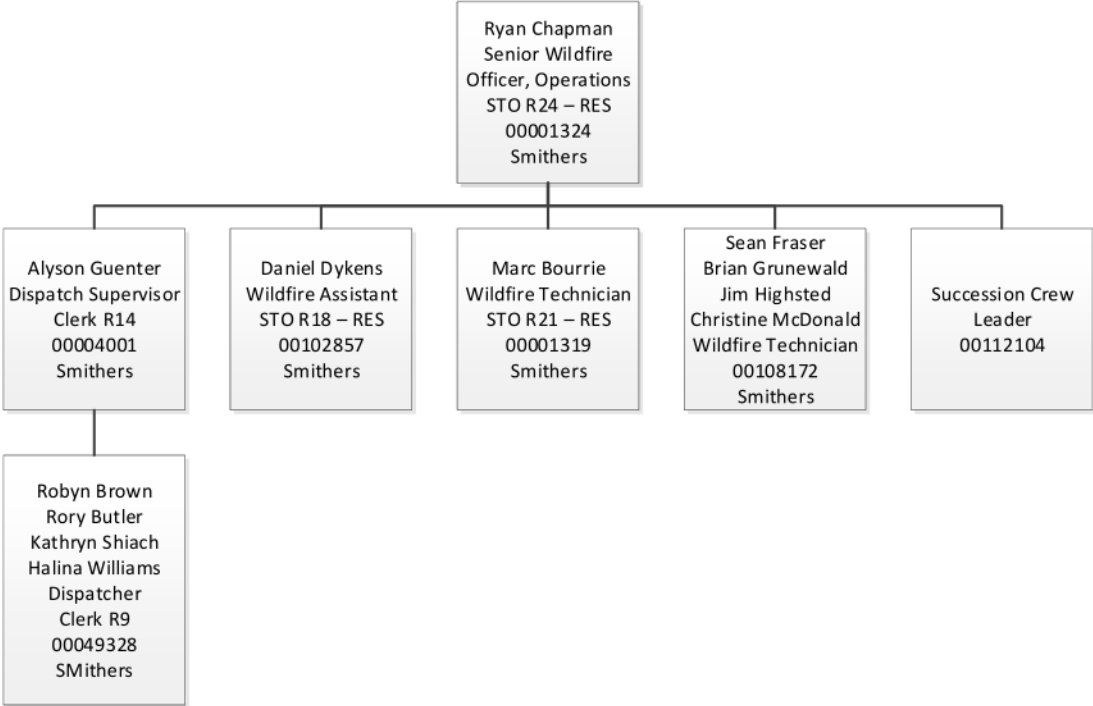 Ryan Chapman
Senior Wildfire
Officer, Operations
STO R24 – RES
00001324
Smithers
Alyson Guenter
Dispatch Supervisor
Clerk R14
00004001
Smithers
Daniel Dykens
Wildfire Assistant
STO R18 – RES
00102857
Smithers
Marc Bourrie
Wildfire Technician
STO R21 – RES
00001319
Smithers
Sean Fraser
Brian Grunewald
Jim Highsted
Christine McDonald
Wildfire Technician
00108172
Smithers
Succession Crew
Leader
00112104
Robyn Brown
Rory Butler
Kathryn Shiach
Halina Williams
Dispatcher
Clerk R9
00049328
SMithers